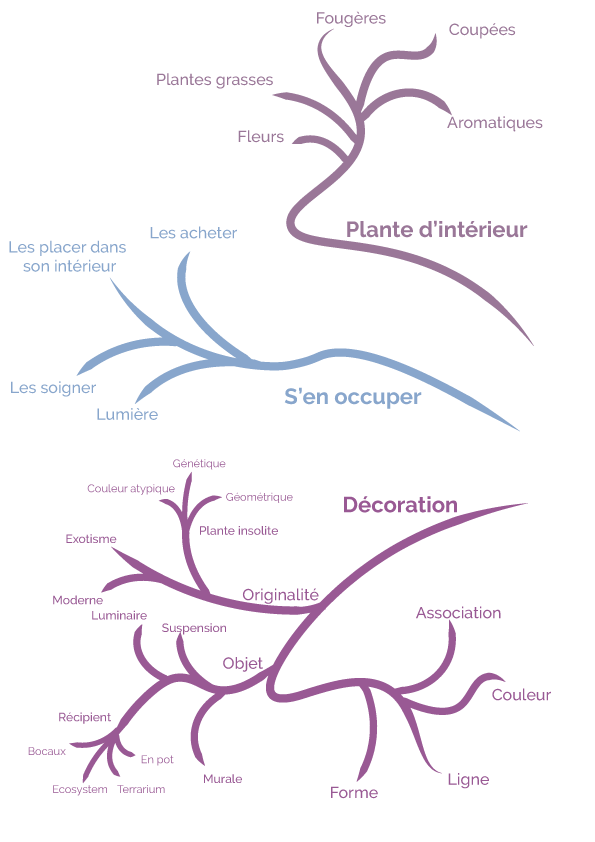 Fougères
Coupées
Plantes grasses
Aromatiques
Fleurs
Plante d'intérieur
Les acheter
Les placer dans
son intérieur
Les soigner
Lumière
S'en occuper
Génétique
Couleur atypique
Géométrique
Plante insolite
Exotisme
Moderne
Originalité
Décoration
Luminaire
Suspension
Objet
Récipient
Bocaux
En pot
Ecosystem
Terrarium
Murale
Association
Couleur
Ligne
Forme